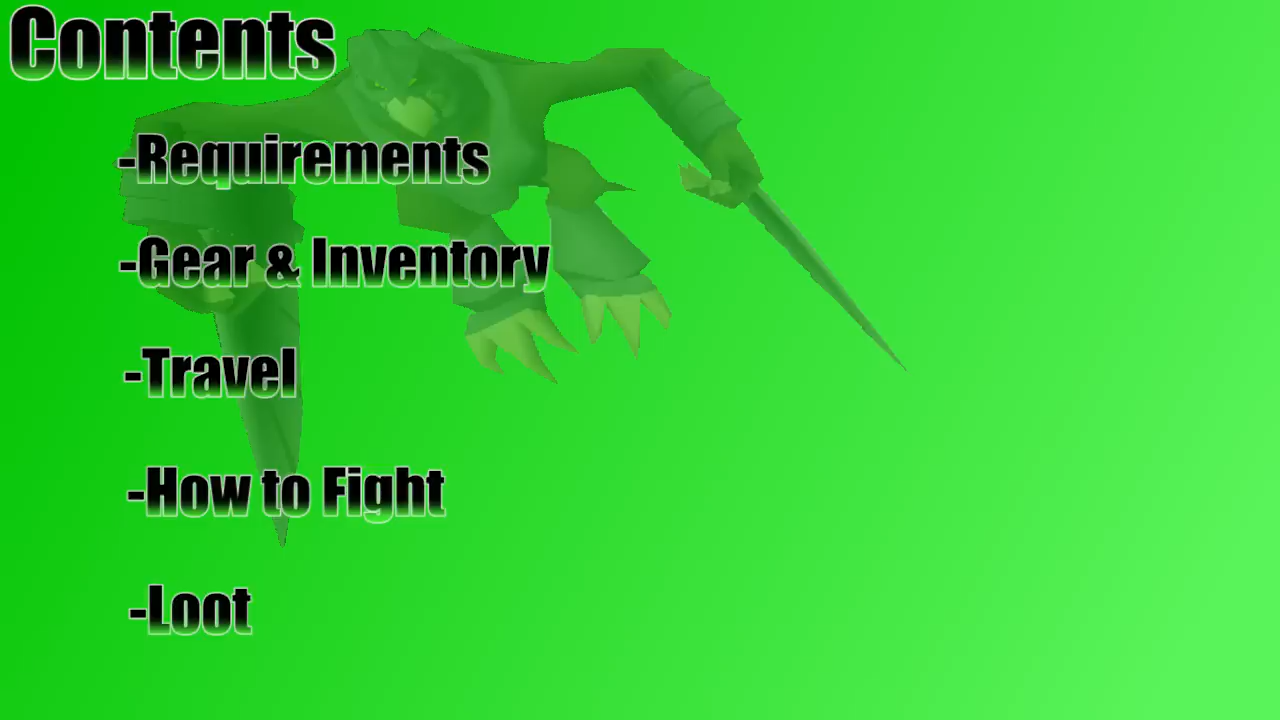 Contents
-Requirements
-Gear & Inventory
-Travel
-How to Fight
-Loot